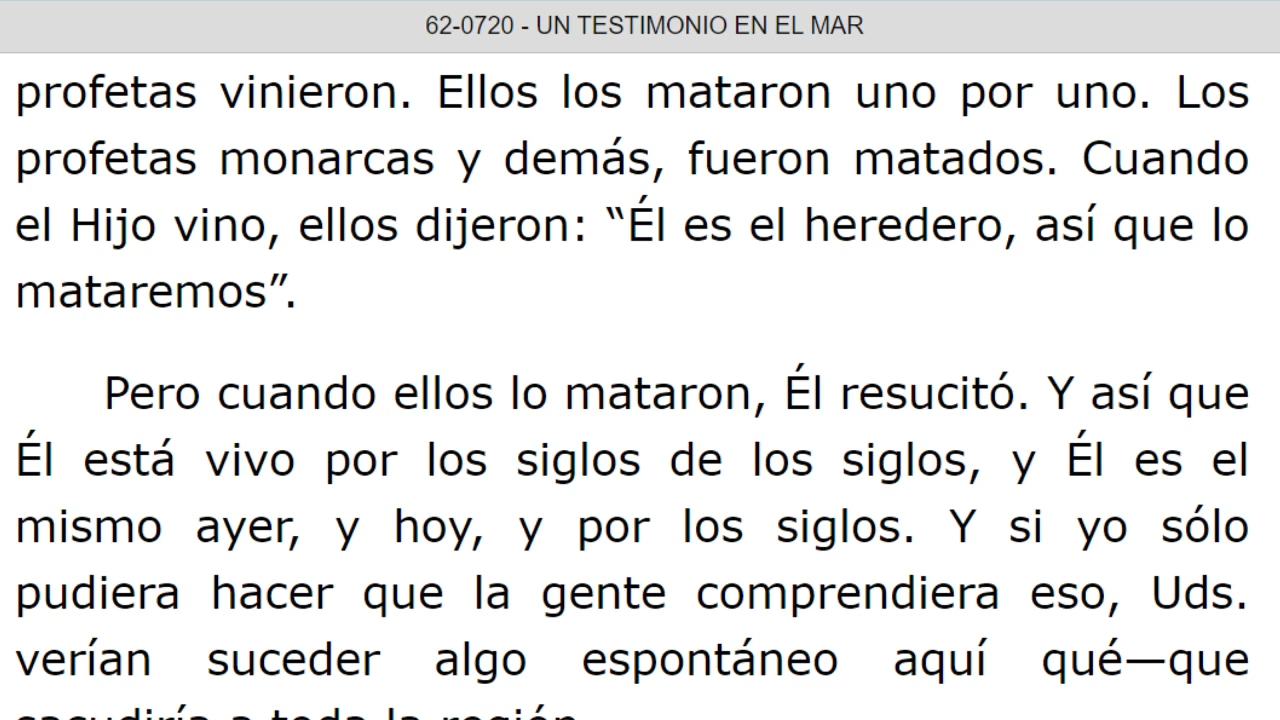 62-0720 - UN TESTIMONIO EN EL MAR
profetas vinieron. Ellos los mataron uno por uno. Los
profetas monarcas y demás, fueron matados. Cuando
el Hijo vino, ellos dijeron: “Él es el heredero, así que lo
mataremos”.
Pero cuando ellos lo mataron, Él resucitó. Y así que
Él está vivo por los siglos de los siglos, y Él es el
mismo ayer, y hoy, y por los siglos. Y si yo sólo
pudiera hacer que la gente comprendiera eso, Uds.
verían suceder algo espontáneo aquí qué—que
sacudiría a toda la región.